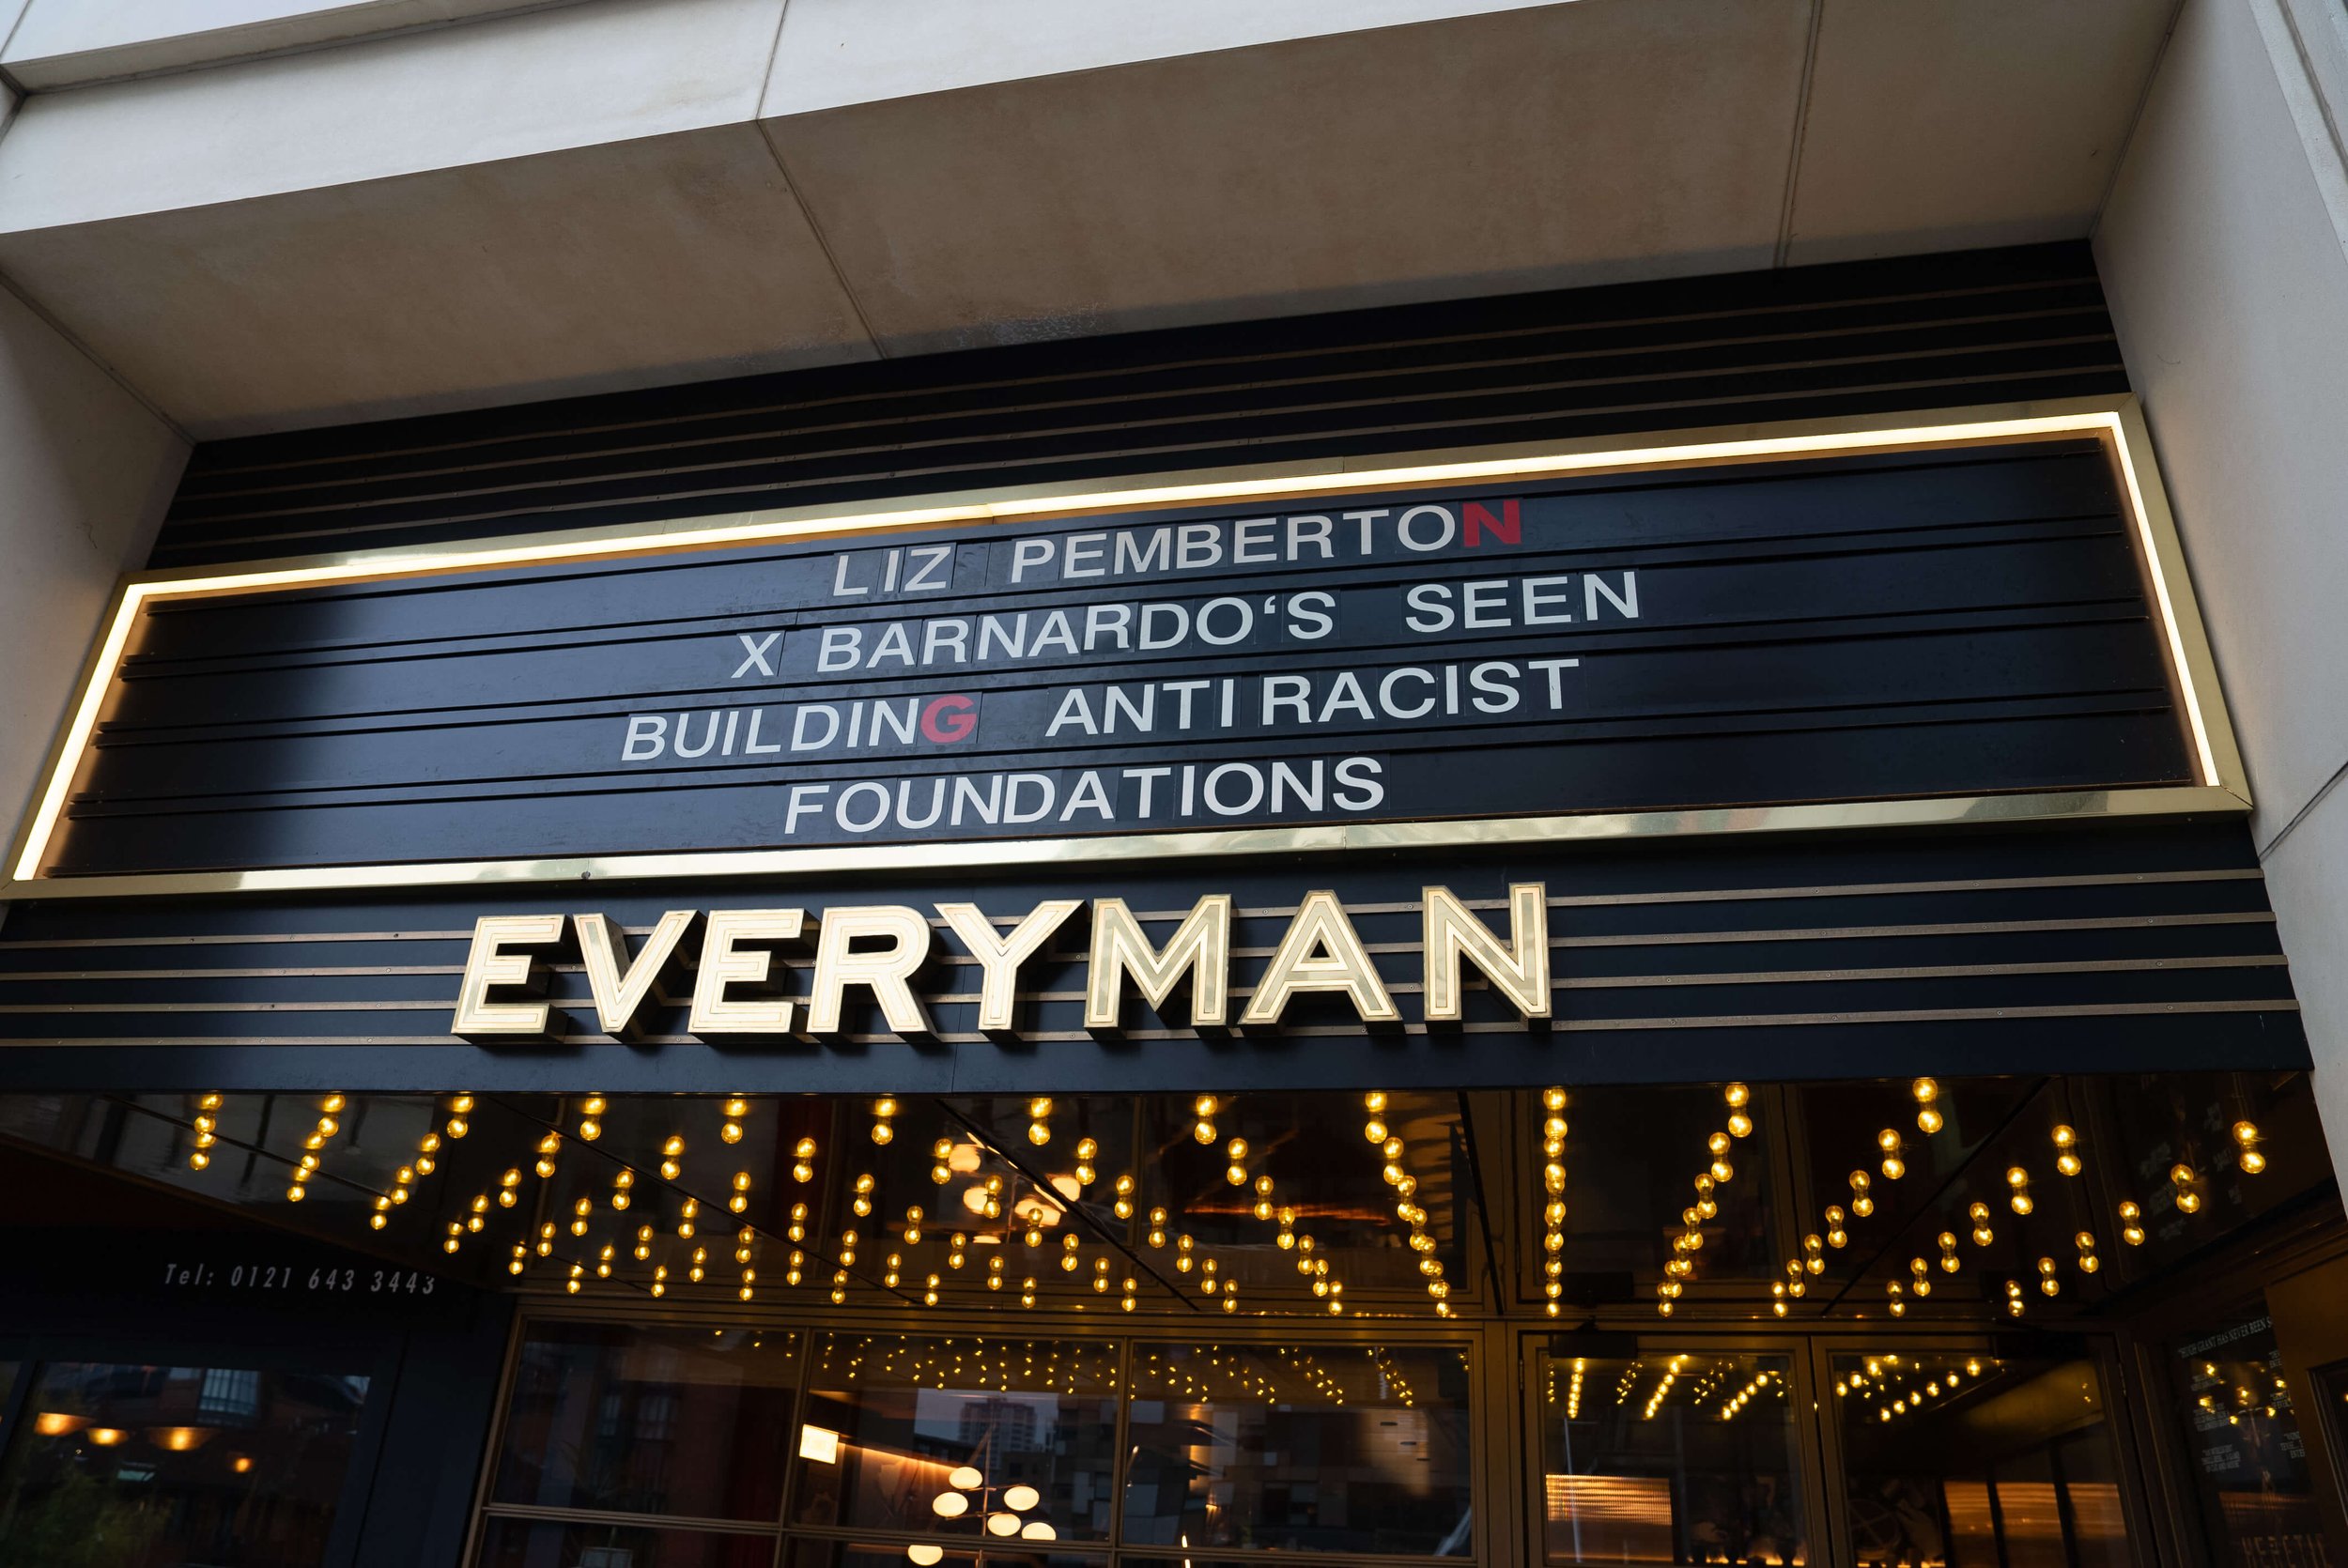 LIZ PEMBERTON
X BARNARDO‘S SEEN
BUILDING ANTI RACIST
FOUNDATIONS
EVERYMAN
Tel: 0121 643 3443